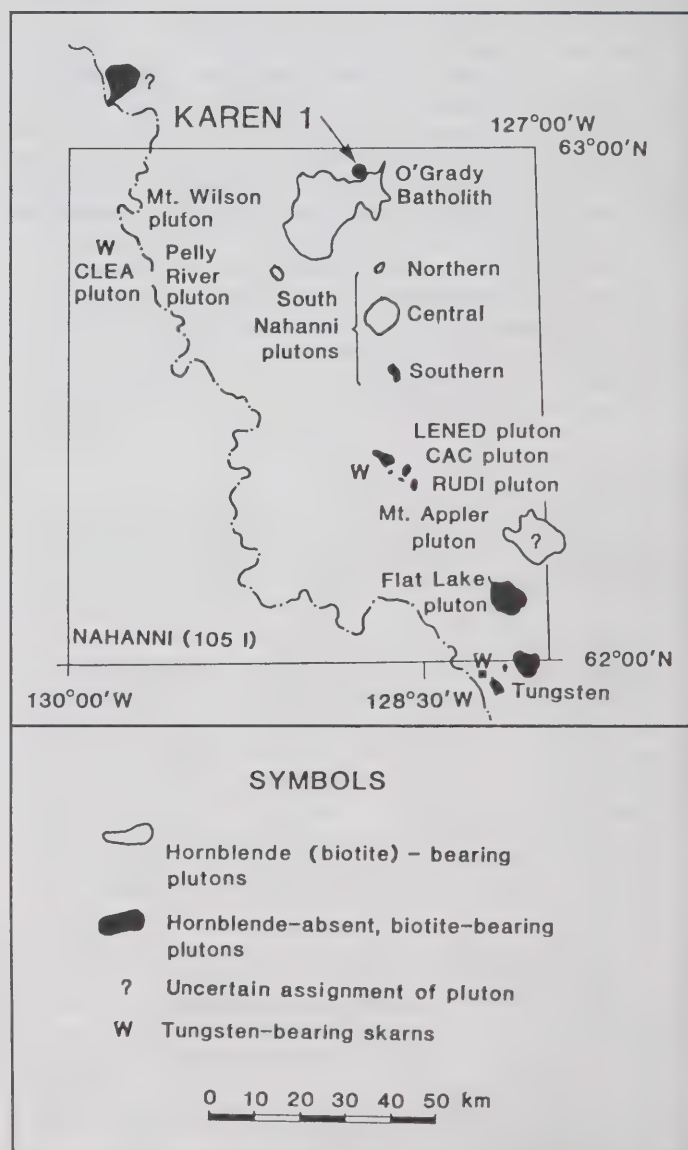 ?
KAREN 1
127°00'W
63°00'N
O'Grady
Batholith
Mt. Wilson
pluton
W
CLEA
pluton
Pelly
River
pluton
South
Nahanni
plutons
Northern
Central
Southern
LENED pluton
CAC pluton
W
RUDI pluton
Mt. Appler
pluton
?
Flat Lake
pluton
NAHANNI (105 I)
W
62°00'N
Tungsten
130°00'W
128°30'W
SYMBOLS
Hornblende (biotite) – bearing
plutons
Hornblende-absent, biotite-bearing
plutons
? Uncertain assignment of pluton
W Tungsten-bearing skarns
0 10 20 30 40 50 km